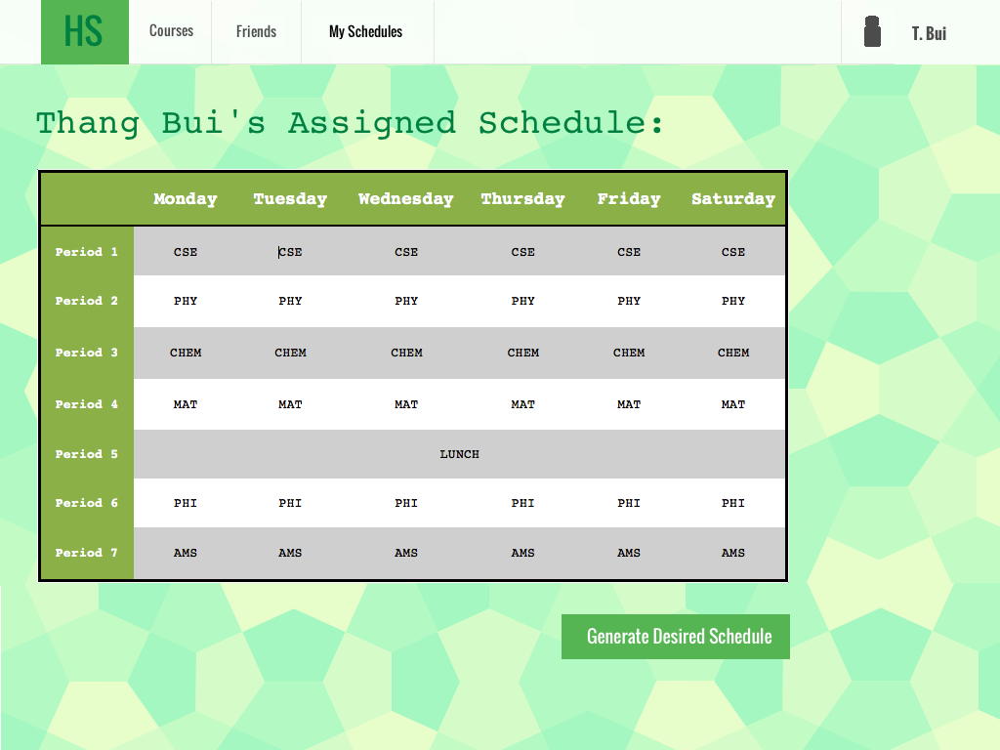 HS Courses Friends My Schedules T. Bui
Thang Bui's Assigned Schedule:
Monday Tuesday Wednesday Thursday Friday Saturday
Period 1 CSE CSE CSE CSE CSE CSE
Period 2 PHY PHY PHY PHY PHY PHY
Period 3 CHEM CHEM CHEM CHEM CHEM CHEM
Period 4 MAT MAT MAT MAT MAT MAT
Period 5 LUNCH
Period 6 PHI PHI PHI PHI PHI PHI
Period 7 AMS AMS AMS AMS AMS AMS
Generate Desired Schedule